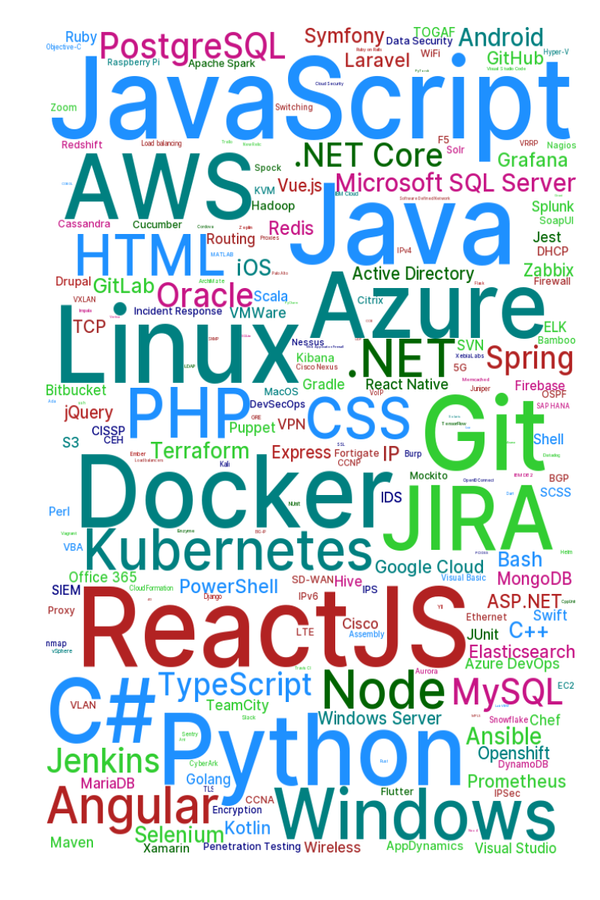 Ruby
PostgreSQL
Symfony
TOGAF
Android
Objective-C
Data Security
Hyper-V
Ruby on Rails
Raspberry Pi
Apache Spark
Laravel
WiFi
GitHub
JavaScript
Cloud Security
Zoom
Switching
Redshift
Load balancing
F5
Solr
VRRP
Nagios
.NET Core
Grafana
AWS
Spock
KVM
Vue.js
Microsoft SQL Server
Hadoop
Java
Splunk
SoapUI
Cassandra
Cucumber
Redis
Routing
Jest
HTML
MATLAB
iOS
IPv4
DHCP
Zabbix
Firewall
Active Directory
Drupal
GitLab
Oracle
Scala
Citrix
Azure
VXLAN
Incident Response
VMWare
TCP
Linux
ELK
Bamboo
Nessus
.NET
SVN
XebiaLabs
Spring
Kibana
Cisco Nexus
5G
Gradle
React Native
Firebase
Bitbucket
MacOS
VoIP
Juniper
OSPF
SAP HANA
jQuery
PHP
DevSecOps
CSS
Git
Puppet
VPN
CISSP
CEH
S3
Shell
Terraform
Express
Fortigate
IP
Burp
CCNP
Ember
Kali
Mockito
BGP
Docker
IDS
SCSS
JIRA
Perl
Kubernetes
VBA
Google Cloud
Bash
Office 365
SIEM
CloudFormation
PowerShell
SD-WAN
Hive
IPS
Visual Basic
MongoDB
Django
IPv6
ASP.NET
Proxy
ReactJS
Ethernet
Swift
Cisco
LTE
Assembly
JUnit
C++
nmap
vSphere
Elasticsearch
Azure DevOps
Aurora
C#
TypeScript
Node
MySQL
EC2
VLAN
TeamCity
Slack
Windows Server
Snowflake
Chef
Python
Ansible
Sentry
Openshift
Jenkins
CyberArk
DynamoDB
MariaDB
Golang
TLS
Prometheus
Flutter
IPSec
Angular
CCNA
Encryption
Windows
Selenium
Kotlin
Maven
Xamarin
Penetration Testing
Wireless
AppDynamics
Visual Studio